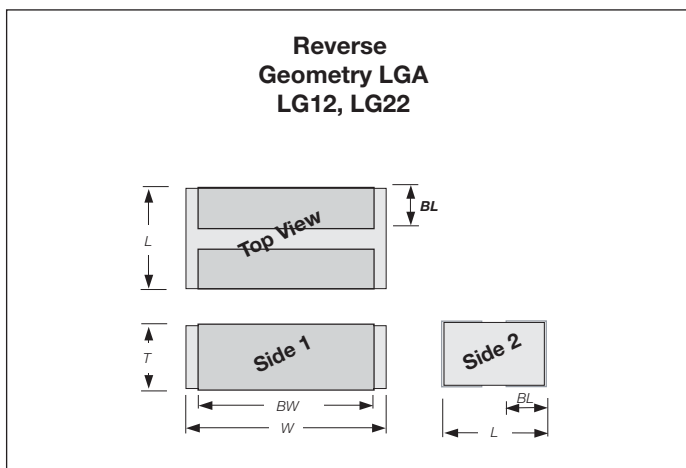 Reverse
Geometry LGA
LG12, LG22
BL
L
Top View
T
Side 1
Side 2
BW
BL
W
L